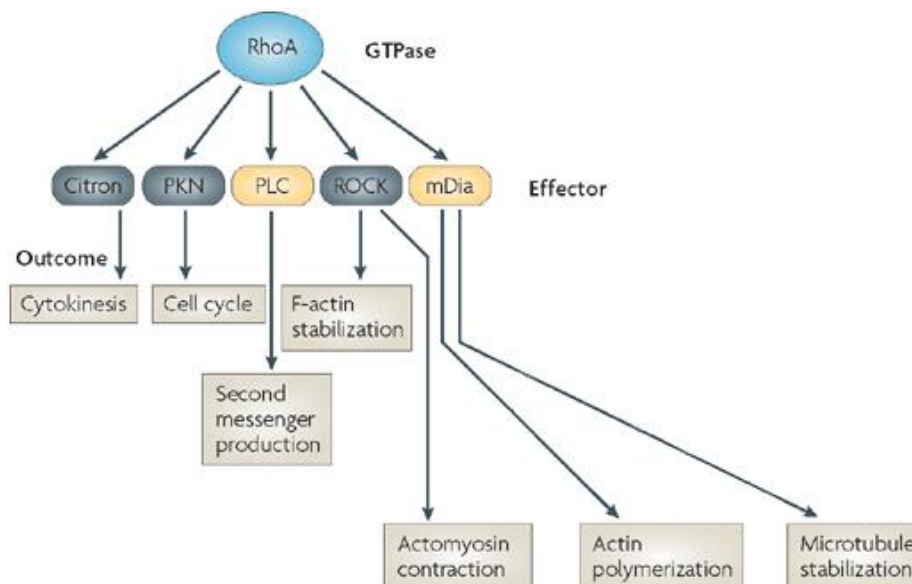 RhoA
GTPase
Citron
PKN
PLC
ROCK
mDia
Effector
Outcome
Cytokinesis
Cell cycle
F-actin
stabilization
Second
messenger
production
Actomyosin
contraction
Actin
polymerization
Microtubule
stabilization